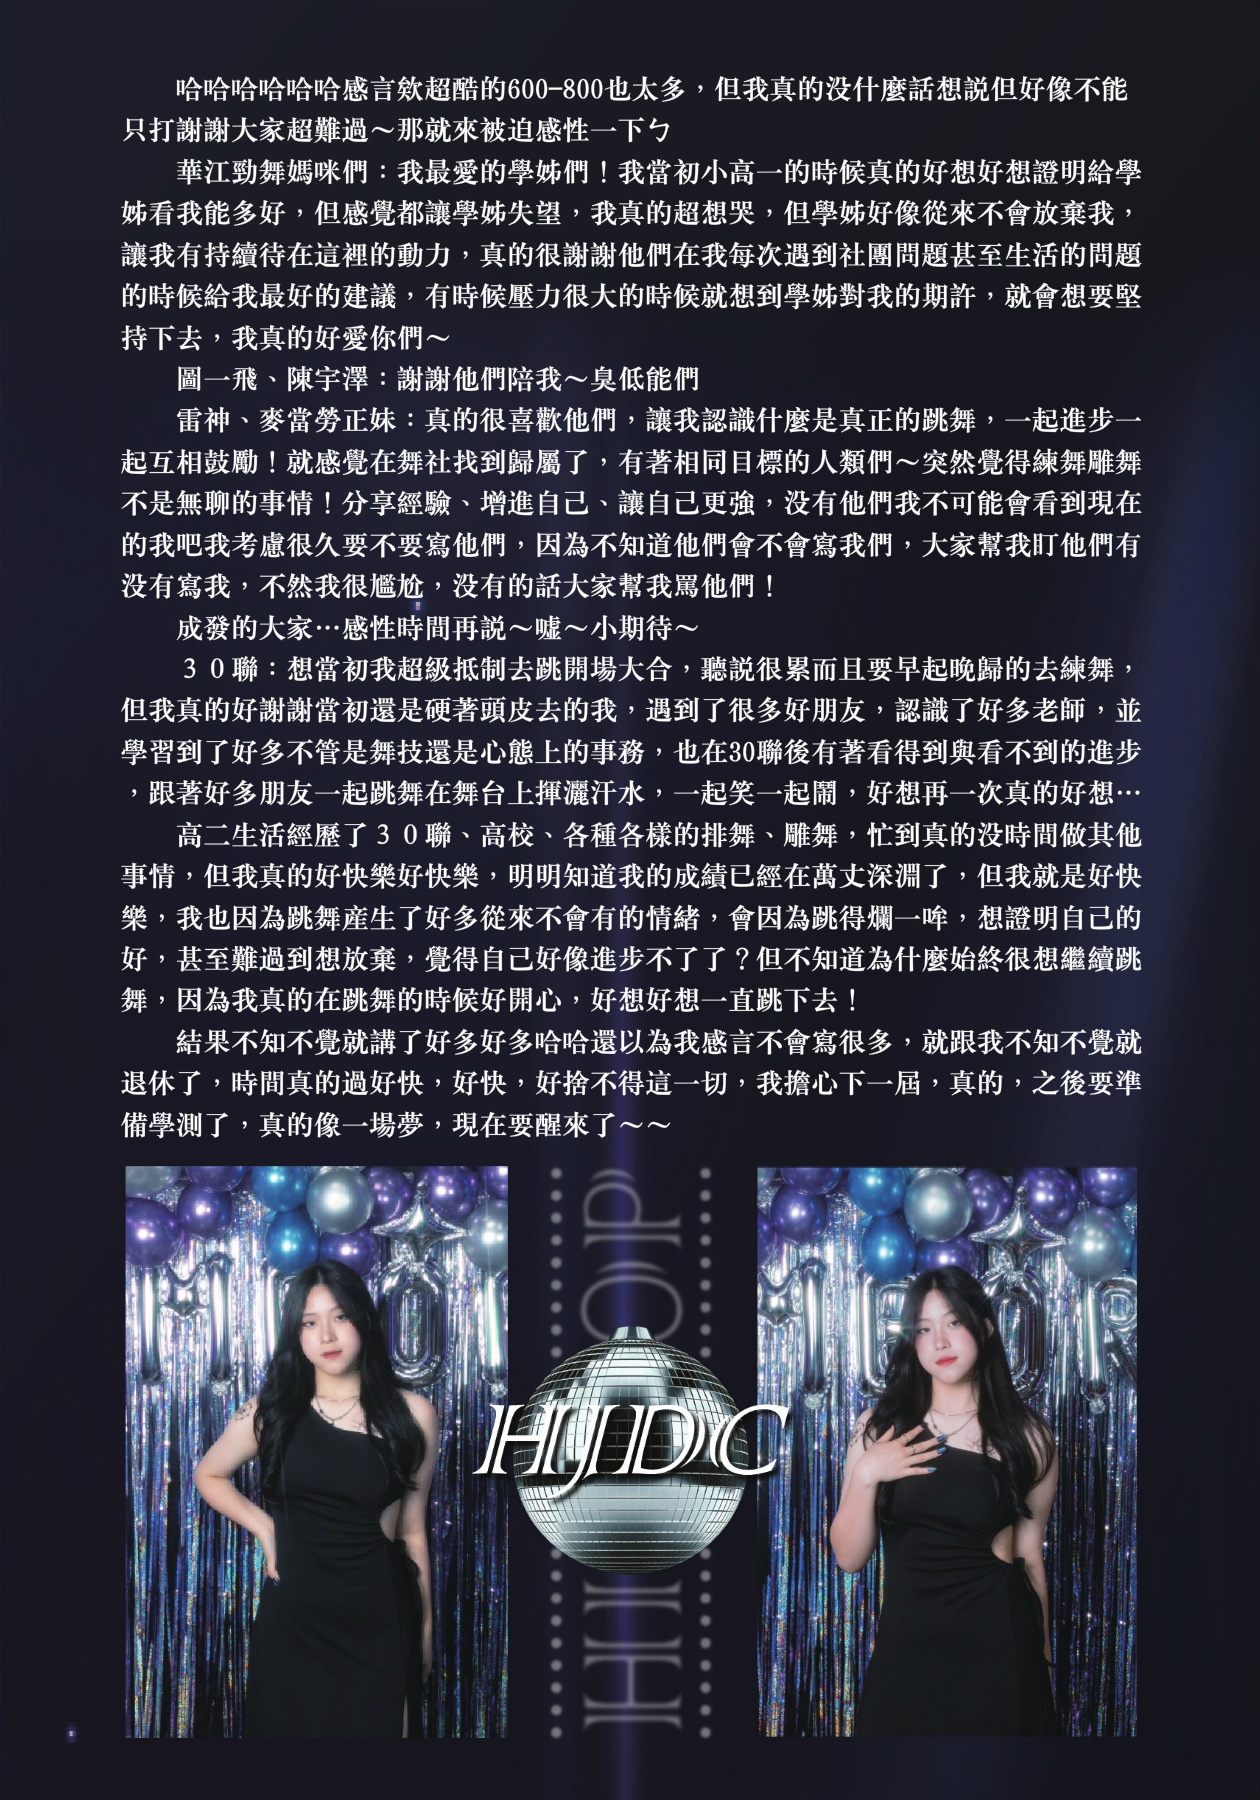 哈哈哈哈哈哈感言欸超酷的600-800也太多，但我真的没什麼話想説但好像不能
只打謝謝大家超難過～那就來被迫感性一下ㄅ
華江勁舞媽咪們：我最愛的學姊們！我當初小高一的時候真的好想好想證明給學
姊看我能多好，但感覺都讓學姊失望，我真的超想哭，但學姊好像從來不會放棄我，
讓我有持續待在這裡的動力，真的很謝謝他們在我每次遇到社團問題甚至生活的問題
的時候給我最好的建議，有時候壓力很大的時候就想到學姊對我的期許，就會想要堅
持下去，我真的好愛你們～
圖一飛、陳宇澤：謝謝他們陪我～臭低能們
雷神、麥當勞正妹：真的很喜歡他們，讓我認識什麼是真正的跳舞，一起進步一
起互相鼓勵！就感覺在舞社找到歸屬了，有著相同目標的人類們～突然覺得練舞雕舞
不是無聊的事情！分享經驗、增進自己、讓自己更強，没有他們我不可能會看到現在
的我吧我考慮很久要不要寫他們，因為不知道他們會不會寫我們，大家幫我盯他們有
没有寫我，不然我很尷尬，没有的話大家幫我罵他們！
成發的大家…感性時間再説～噓～小期待～
３０聯：想當初我超級抵制去跳開場大合，聽説很累而且要早起晚歸的去練舞，
但我真的好謝謝當初還是硬著頭皮去的我，遇到了很多好朋友，認識了好多老師，並
學習到了好多不管是舞技還是心態上的事務，也在30聯後有著看得到與看不到的進步
，跟著好多朋友一起跳舞在舞台上揮灑汗水，一起笑一起鬧，好想再一次真的好想…
高二生活經歷了３０聯、高校、各種各樣的排舞、雕舞，忙到真的没時間做其他
事情，但我真的好快樂好快樂，明明知道我的成績已經在萬丈深淵了，但我就是好快
樂，我也因為跳舞産生了好多從來不會有的情緒，會因為跳得爛一哞，想證明自己的
好，甚至難過到想放棄，覺得自己好像進步不了了？但不知道為什麼始終很想繼續跳
舞，因為我真的在跳舞的時候好開心，好想好想一直跳下去！
結果不知不覺就講了好多好多哈哈還以為我感言不會寫很多，就跟我不知不覺就
退休了，時間真的過好快，好快，好捨不得這一切，我擔心下一屆，真的，之後要準
備學測了，真的像一場夢，現在要醒來了～～
HJDC